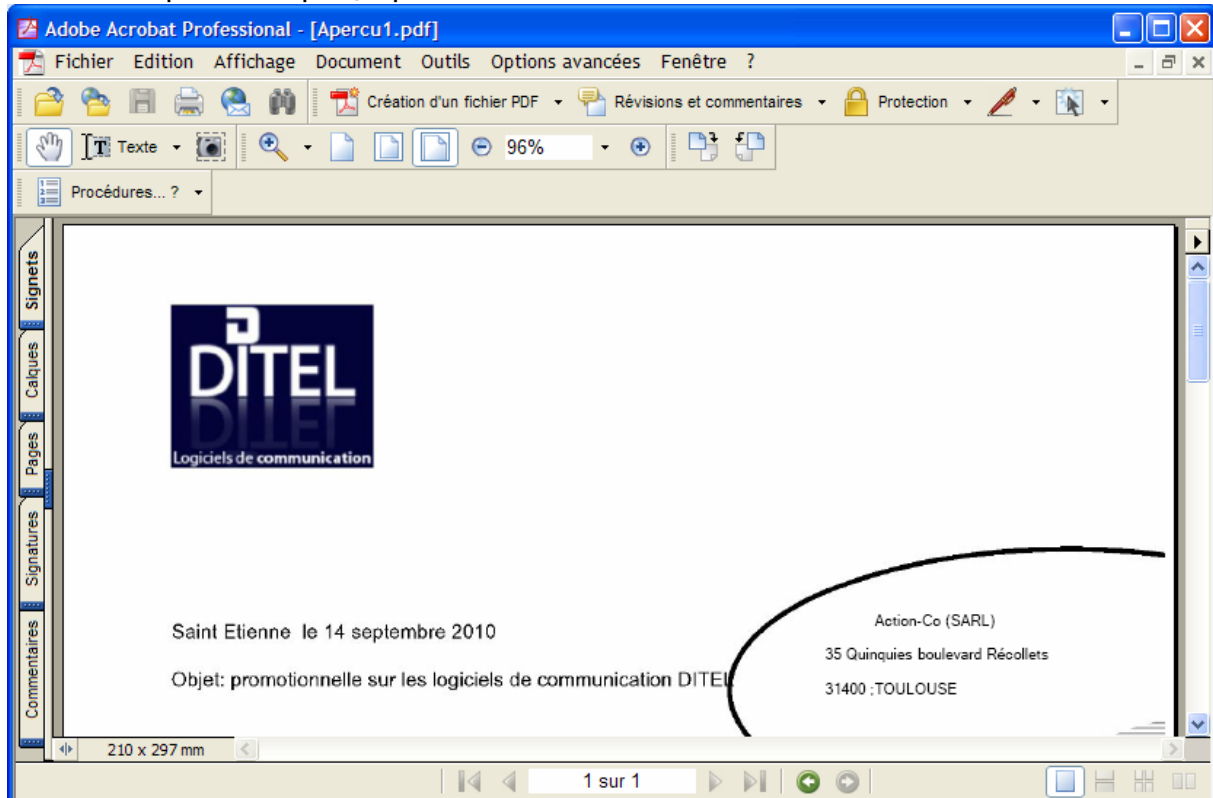 Adobe Acrobat Professional - [Apercu1.pdf]
Fichier Edition Affichage Document Outils Options avancées Fenêtre ?
Création d'un fichier PDF Révisions et commentaires Protection
Texte 96%
Procédures... ?
Signets
Calques
Pages
Signatures
Commentaires
DITEL
Logiciels de communication
Saint Etienne le 14 septembre 2010
Objet: promotionnelle sur les logiciels de communication DITEL
Action-Co (SARL)
35 Quinquies boulevard Récollets
31400 ;TOULOUSE
210 x 297 mm
1 sur 1